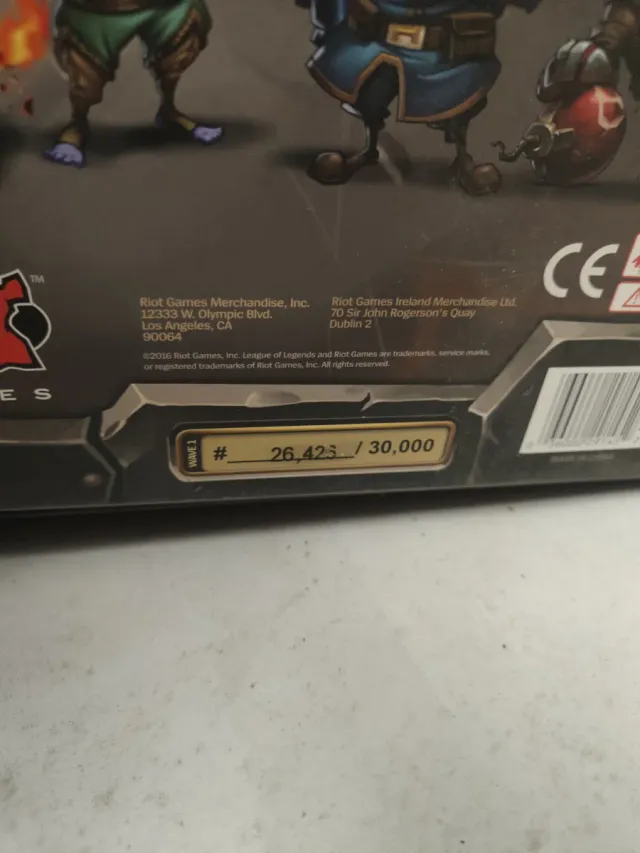 ™
E S
Riot Games Merchandise, Inc.
12333 W. Olympic Blvd.
Los Angeles, CA
90064
Riot Games Ireland Merchandise Ltd.
70 Sir John Rogerson's Quay
Dublin 2
©2016 Riot Games, Inc. League of Legends and Riot Games are trademarks, service marks,
or registered trademarks of Riot Games, Inc. All rights reserved.
CE
WAVE 1
# 26,423 / 30,000